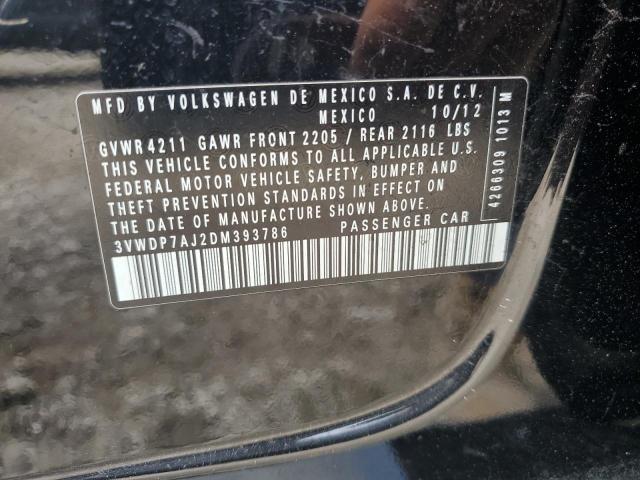 MFD BY VOLKSWAGEN DE MEXICO S.A. DE C.V.
MEXICO 10/12
GVWR 4211 GAWR FRONT 2205 / REAR 2116 LBS
THIS VEHICLE CONFORMS TO ALL APPLICABLE U.S.
FEDERAL MOTOR VEHICLE SAFETY, BUMPER AND
THEFT PREVENTION STANDARDS IN EFFECT ON
THE DATE OF MANUFACTURE SHOWN ABOVE.
3VWDP7AJ2DM393786 PASSENGER CAR
4266309 1013 M